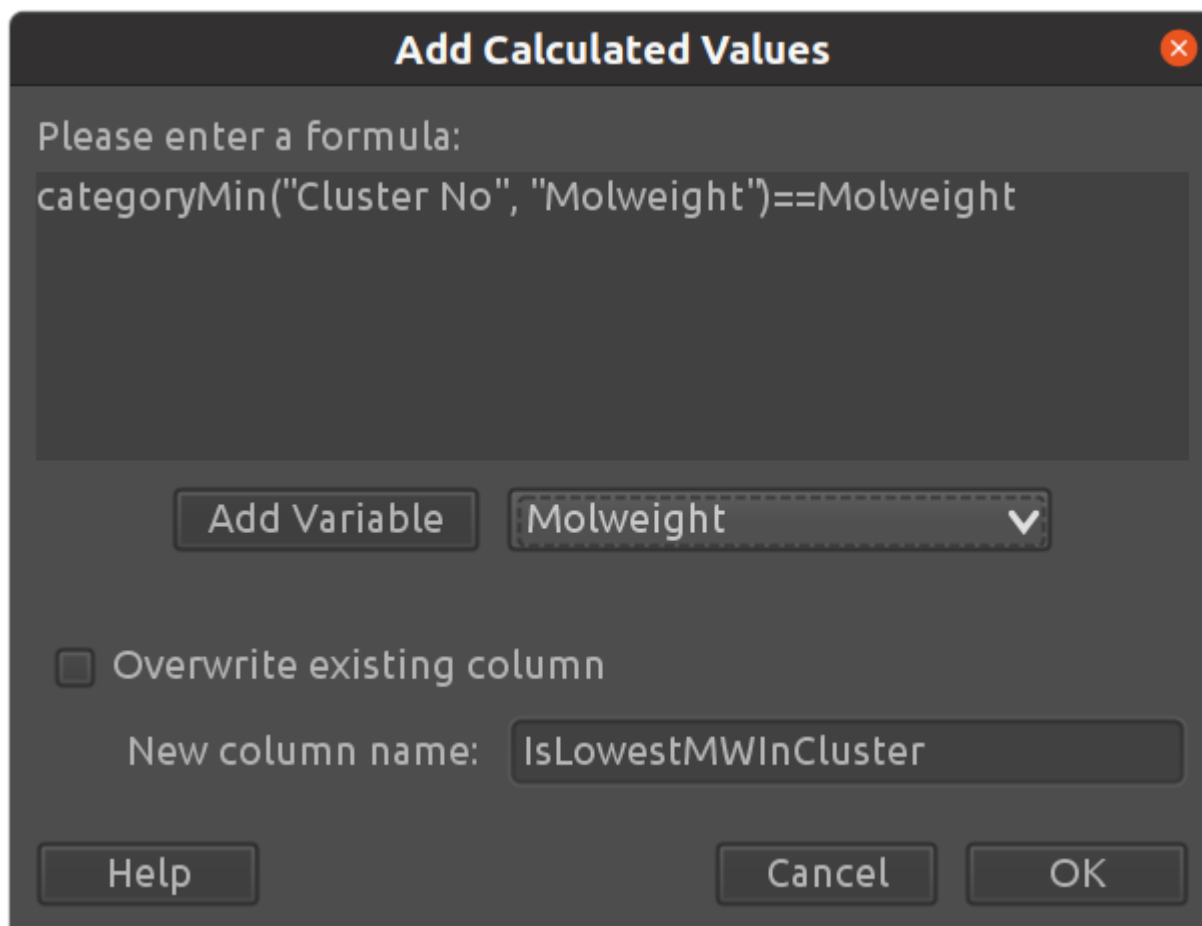 Add Calculated Values
Please enter a formula:
categoryMin("Cluster No", "Molweight")==Molweight
Add Variable
Molweight
Overwrite existing column
New column name:
IsLowestMWInCluster
Help
Cancel
OK